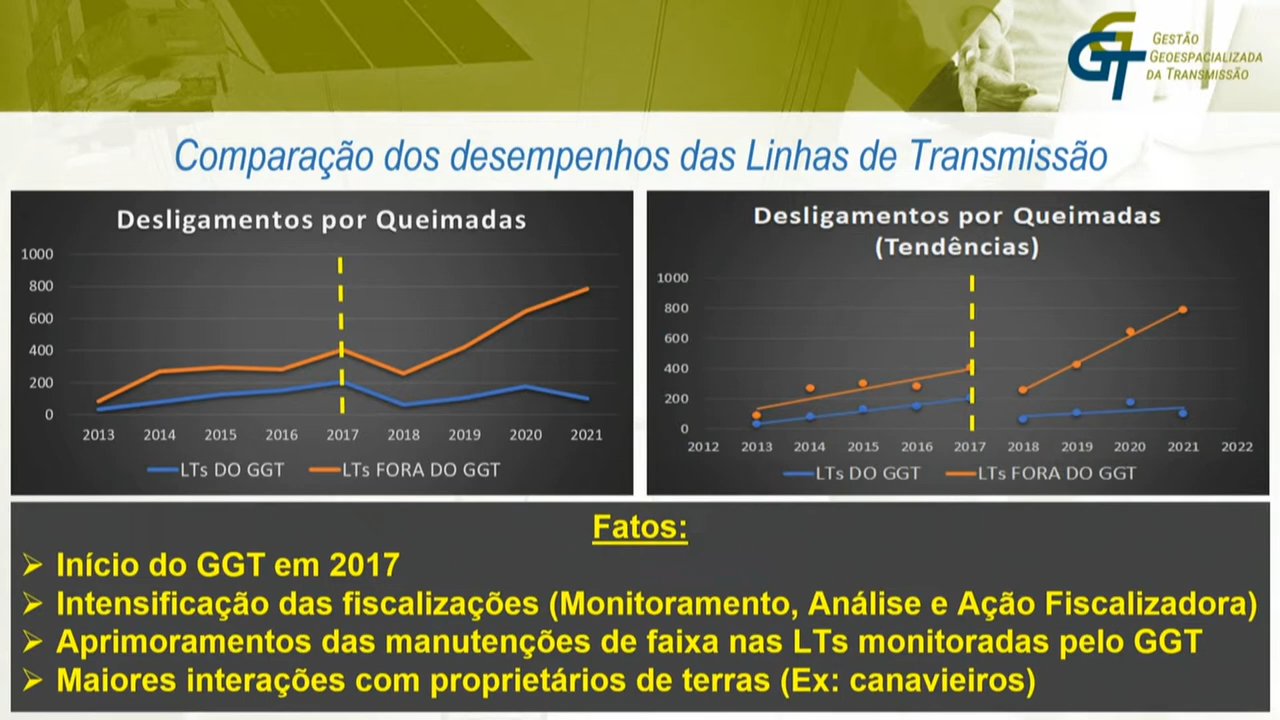 GGT
GESTÃO
GEOESPACIALIZADA
DA TRANSMISSÃO
Comparação dos desempenhos das Linhas de Transmissão
Desligamentos por Queimadas
1000
800
600
400
200
0
2013 2014 2015 2016 2017 2018 2019 2020 2021
LTs DO GGT LTs FORA DO GGT
Desligamentos por Queimadas
(Tendências)
1000
800
600
400
200
0
2012 2013 2014 2015 2016 2017 2018 2019 2020 2021 2022
LTs DO GGT LTs FORA DO GGT
Fatos:
➢ Início do GGT em 2017
➢ Intensificação das fiscalizações (Monitoramento, Análise e Ação Fiscalizadora)
➢ Aprimoramentos das manutenções de faixa nas LTs monitoradas pelo GGT
➢ Maiores interações com proprietários de terras (Ex: canavieiros)